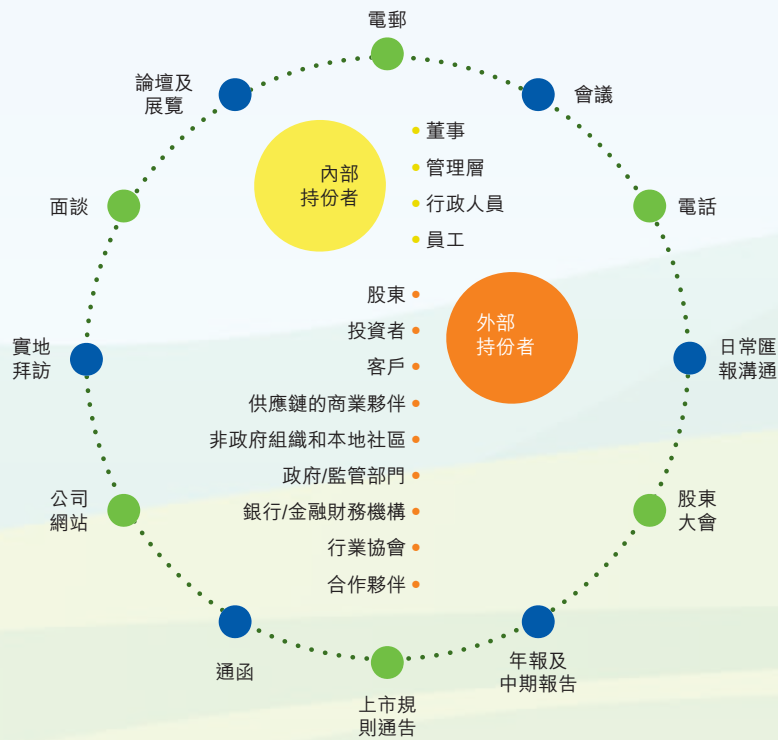 電郵
論壇及
展覽
會議
內部
持份者
董事
管理層
行政人員
員工
面談
電話
股東
投資者
客戶
供應鏈的商業夥伴
非政府組織和本地社區
政府/監管部門
銀行/金融財務機構
行業協會
合作夥伴
外部
持份者
實地
拜訪
日常匯
報溝通
公司
網站
股東
大會
通函
年報及
中期報告
上市規
則通告